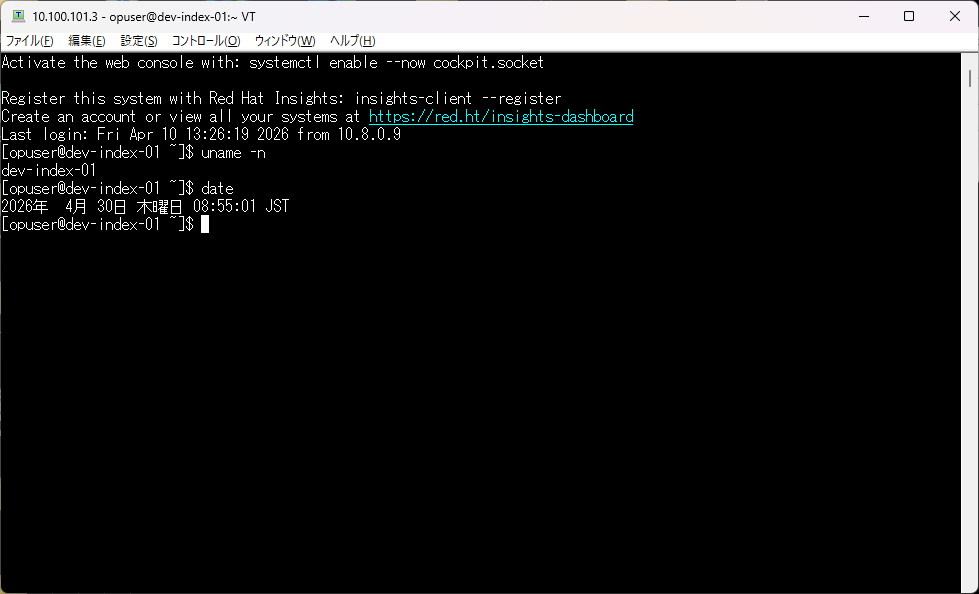 10.100.101.3 - opuser@dev-index-01:~ VT
ファイル(F) 編集(E) 設定(S) コントロール(O) ウィンドウ(W) ヘルプ(H)
Activate the web console with: systemctl enable --now cockpit.socket
Register this system with Red Hat Insights: insights-client --register
Create an account or view all your systems at https://red.ht/insights-dashboard
Last login: Fri Apr 10 13:26:19 2026 from 10.8.0.9
[opuser@dev-index-01 ~]$ uname -n
dev-index-01
[opuser@dev-index-01 ~]$ date
2026年  4月 30日 木曜日 08:55:01 JST
[opuser@dev-index-01 ~]$